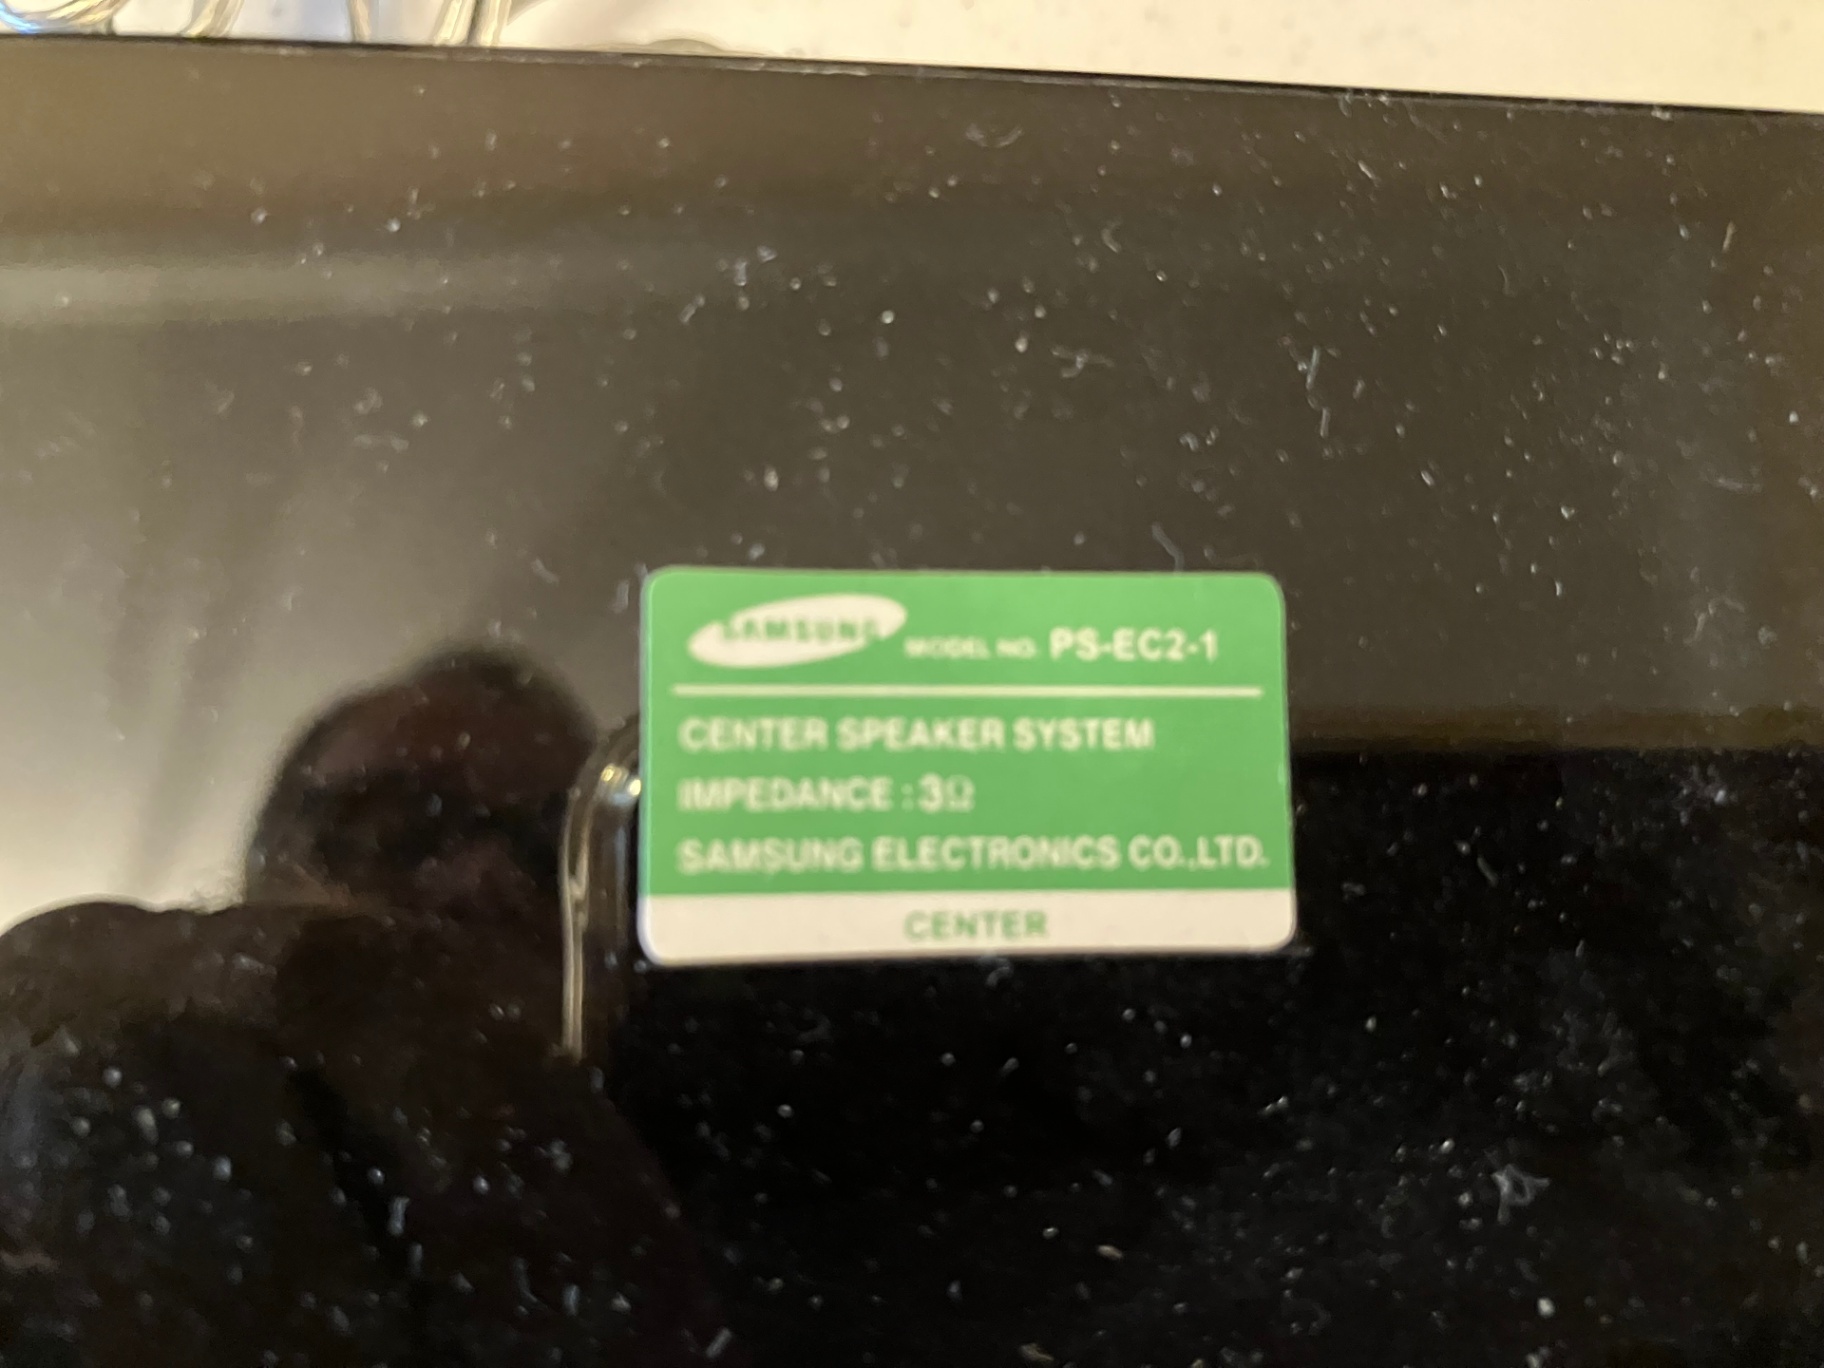 SAMSUNG MODEL NO. PS-EC2-1
CENTER SPEAKER SYSTEM
IMPEDANCE : 3Ω
SAMSUNG ELECTRONICS CO.,LTD.
CENTER